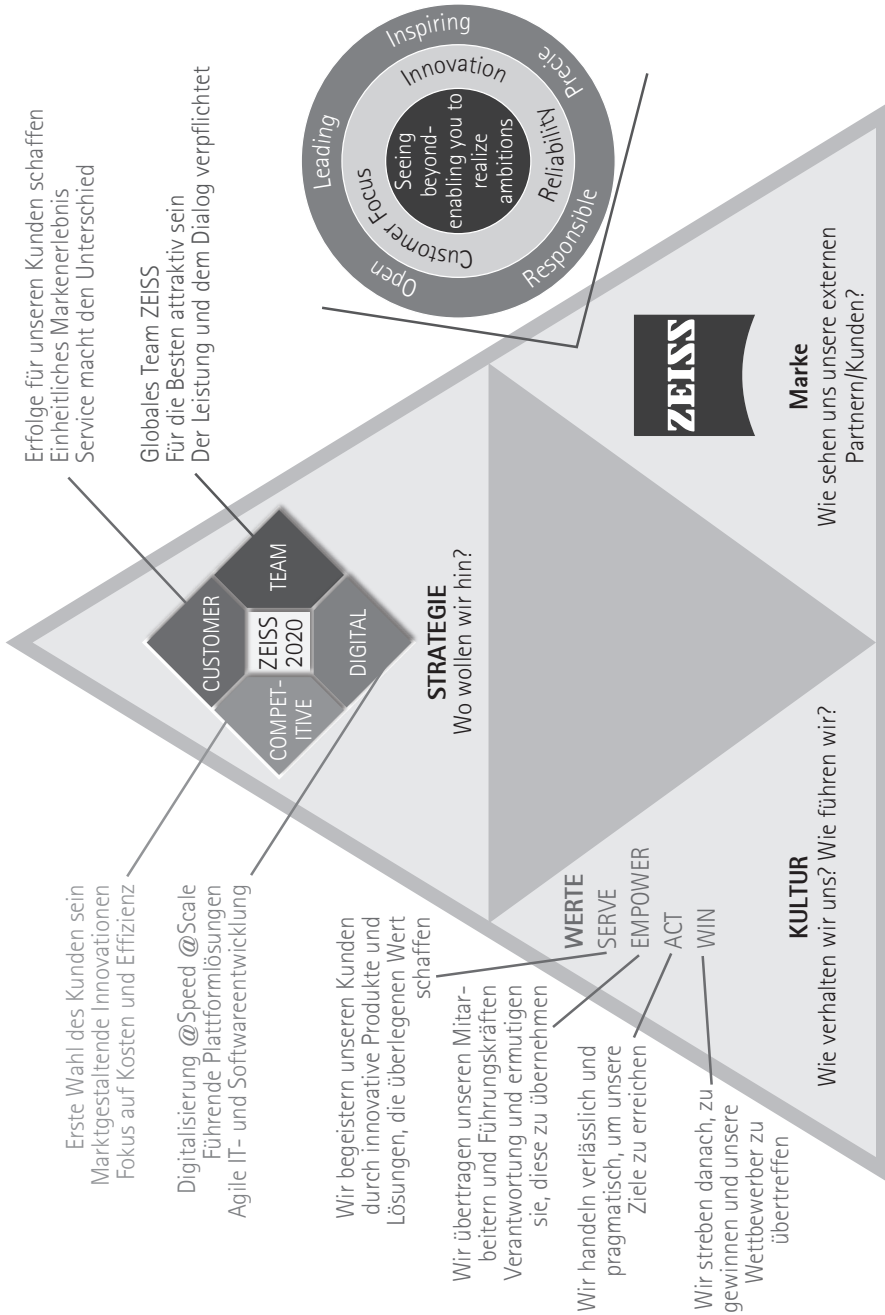 Erste Wahl des Kunden sein
Marktgestaltende Innovationen
Fokus auf Kosten und Effizienz
Digitalisierung @Speed @Scale
Führende Plattformlösungen
Agile IT- und Softwareentwicklung
Erfolge für unseren Kunden schaffen
Einheitliches Markenerlebnis
Service macht den Unterschied
Globales Team ZEISS
Für die Besten attraktiv sein
Der Leistung und dem Dialog verpflichtet
CUSTOMER
TEAM
ZEISS
2020
COMPET-
ITIVE
DIGITAL
STRATEGIE
Wo wollen wir hin?
Wir begeistern unseren Kunden
durch innovative Produkte und
Lösungen, die überlegenen Wert
schaffen
Wir übertragen unseren Mitar-
beitern und Führungskräften
Verantwortung und ermutigen
sie, diese zu übernehmen
Wir handeln verlässlich und
pragmatisch, um unsere
Ziele zu erreichen
Wir streben danach, zu
gewinnen und unsere
Wettbewerber zu
übertreffen
WERTE
SERVE
EMPOWER
ACT
WIN
KULTUR
Wie verhalten wir uns? Wie führen wir?
Leading
Inspiring
Precie
Responsible
Open
Customer Focus
Innovation
Reliability
Seeing
beyond-
enabling you to
realize
ambitions
ZEISS
Marke
Wie sehen uns unsere externen
Partnern/Kunden?